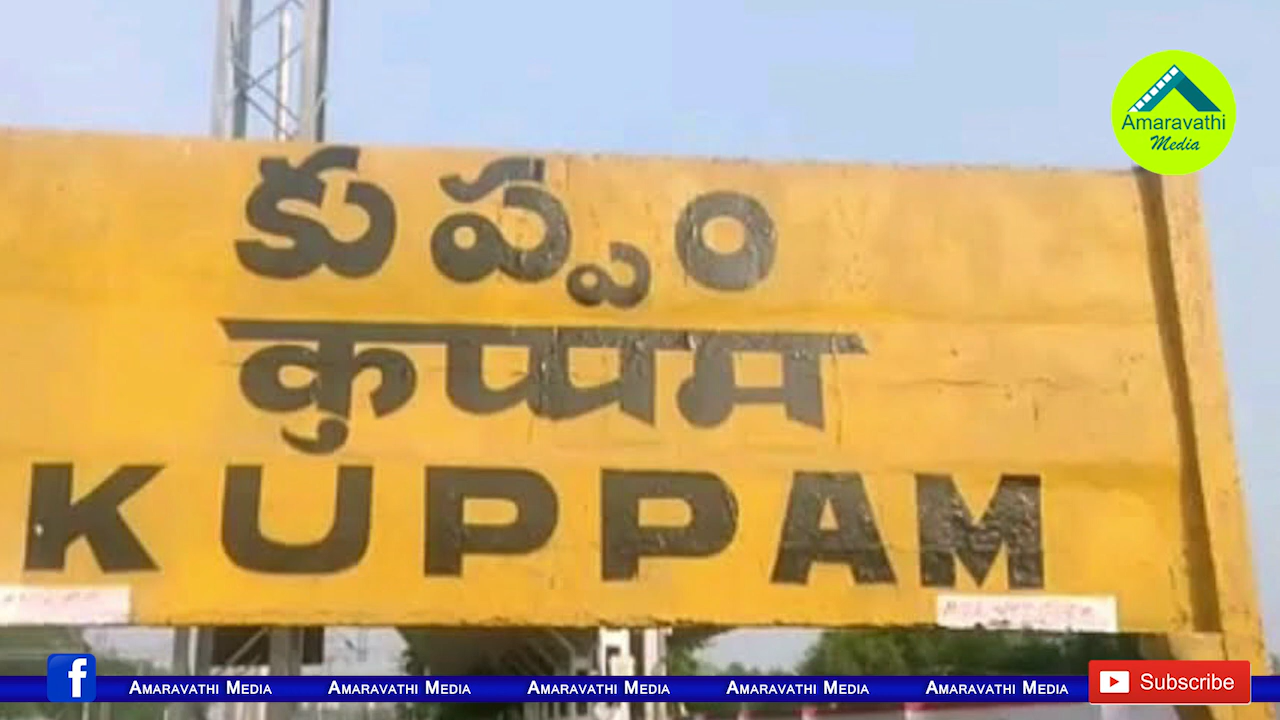 కుప్పం
कुप्पम
KUPPAM
Amaravathi
Media
f
Amaravathi Media Amaravathi Media Amaravathi Media Amaravathi Media Amaravathi Media
Subscribe